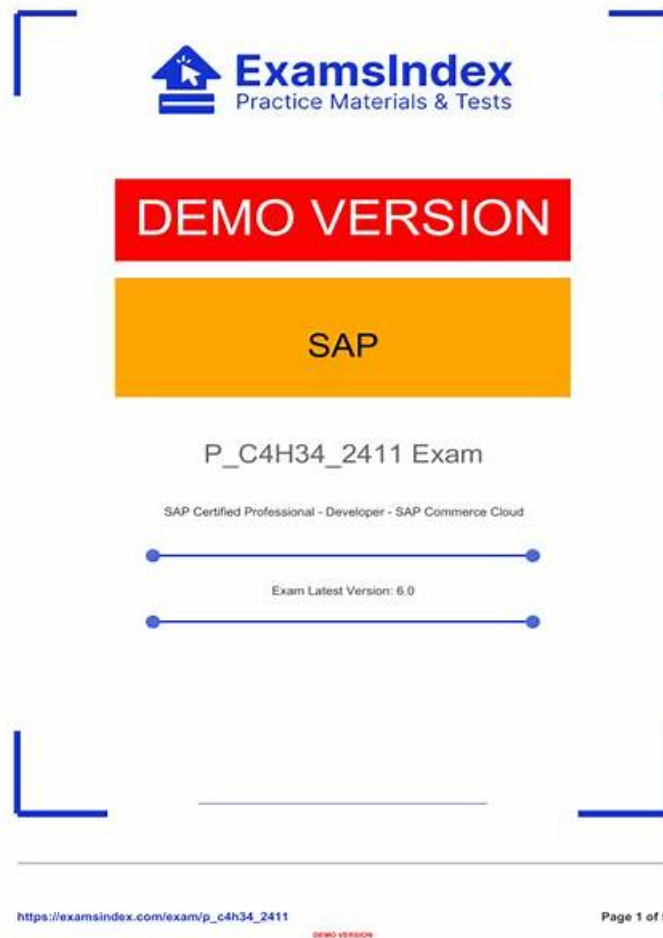 ExamsIndex
Practice Materials & Tests
DEMO VERSION
SAP
P_C4H34_2411 Exam
SAP Certified Professional - Developer - SAP Commerce Cloud
Exam Latest Version: 6.0
https://examsindex.com/exam/p_c4h34_2411
Page 1 of
DEMO VERSION